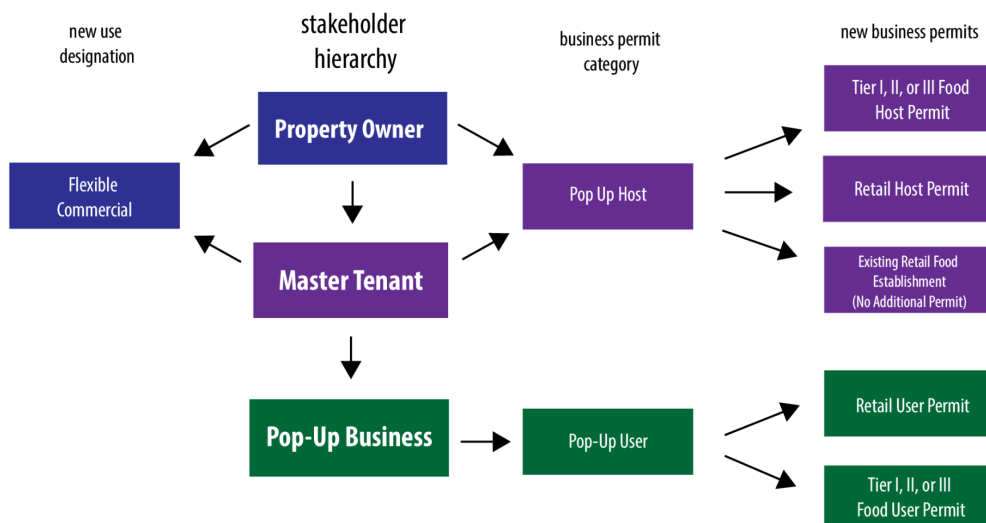 new use
designation
stakeholder
hierarchy
business permit
category
new business permits
Property Owner
Tier I, II, or III Food
Host Permit
Flexible
Commercial
Pop Up Host
Retail Host Permit
Master Tenant
Existing Retail Food
Establishment
(No Additional Permit)
Pop-Up Business
Pop-Up User
Retail User Permit
Tier I, II, or III
Food User Permit